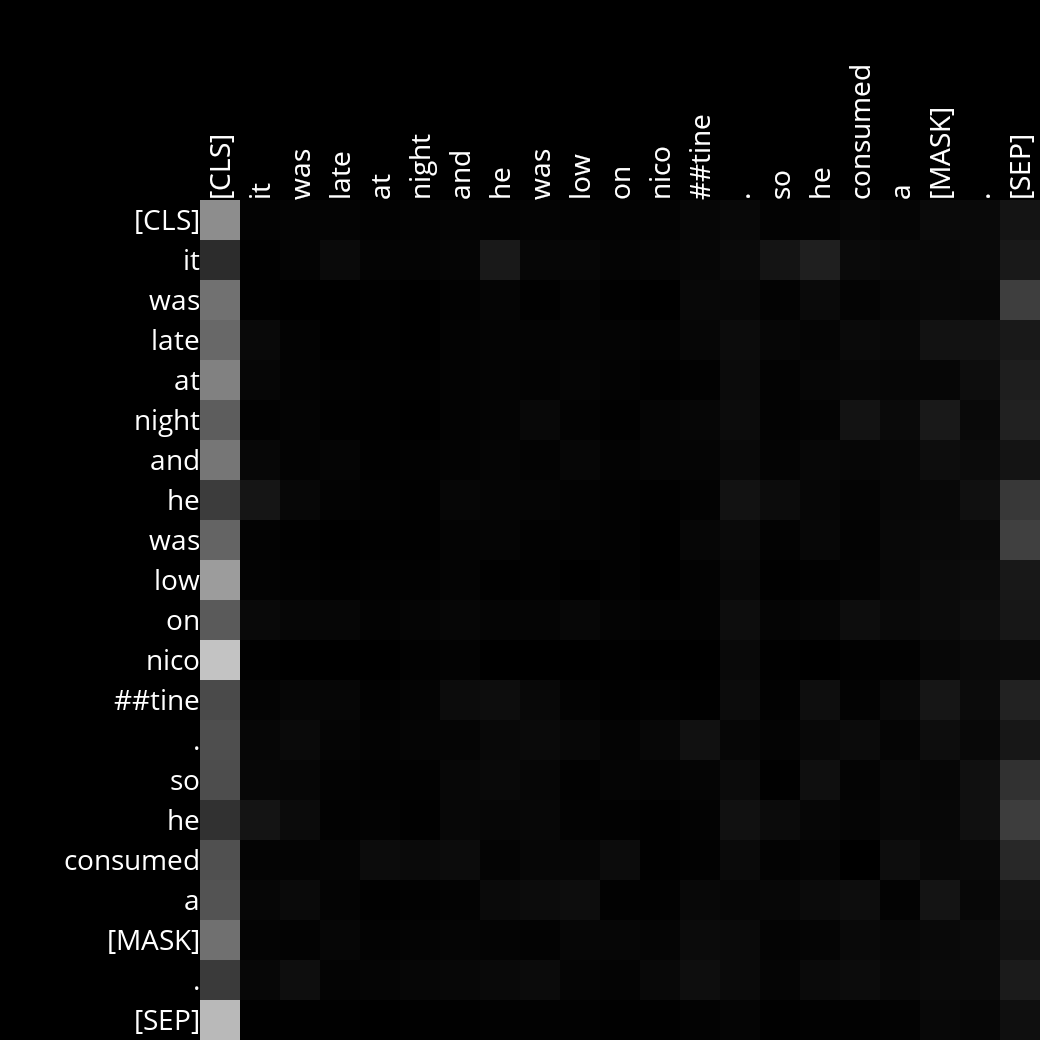 [CLS] it was late at night and he was low on nico ##tine . so he consumed a [MASK] . [SEP]
[CLS]
it
was
late
at
night
and
he
was
low
on
nico
##tine
.
so
he
consumed
a
[MASK]
.
[SEP]